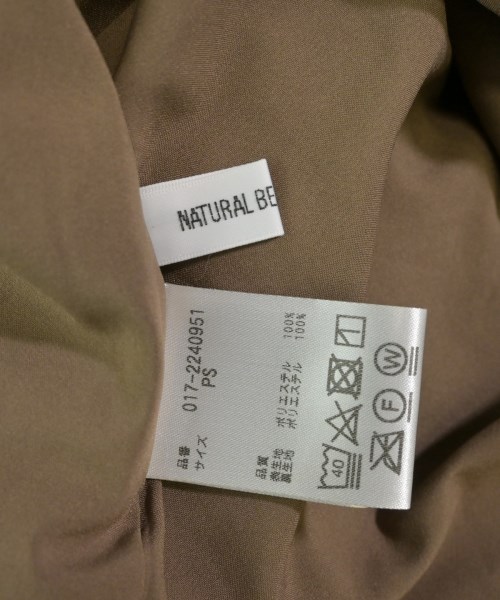 NATURAL BE
品番 017-2240951
サイズ PS
品質
表生地 ポリエステル 100%
裏生地 ポリエステル 100%
40
F
W